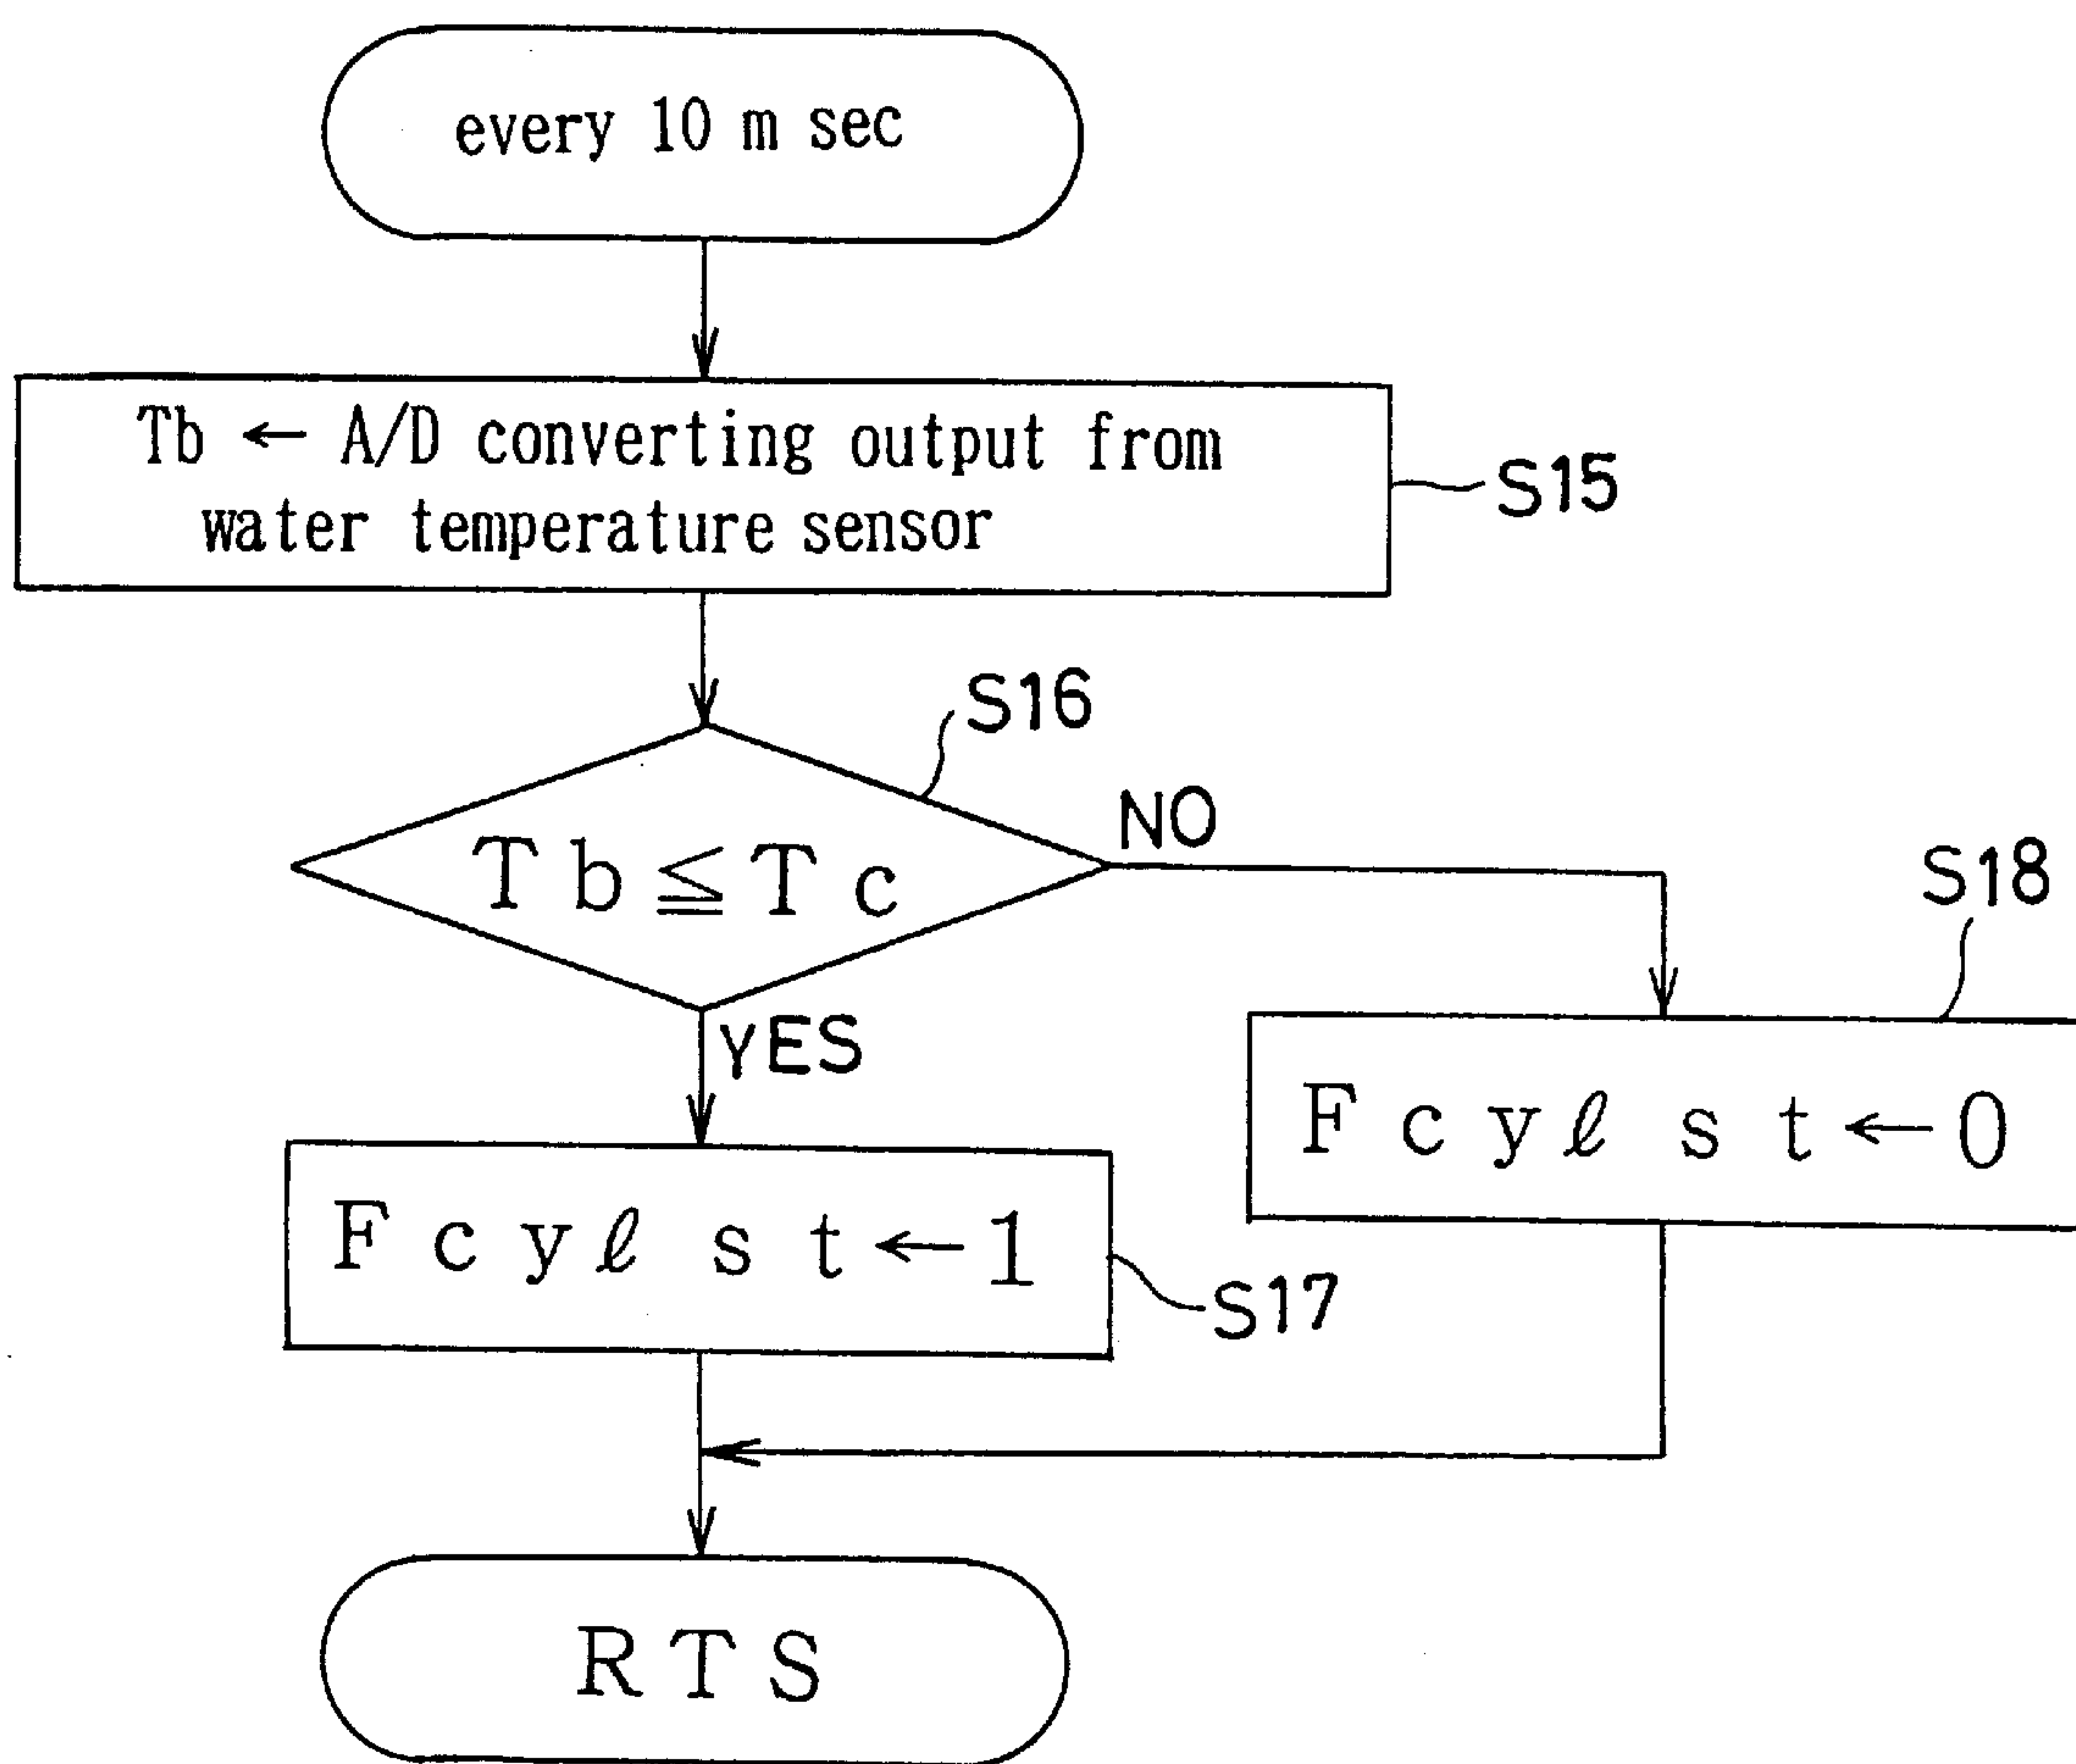 every 10 m sec
Tb ← A/D converting output from
water temperature sensor
S15
S16
Tb ≦ Tc
NO
YES
S18
Fcyℓst ← 0
Fcyℓst ← 1
S17
RTS